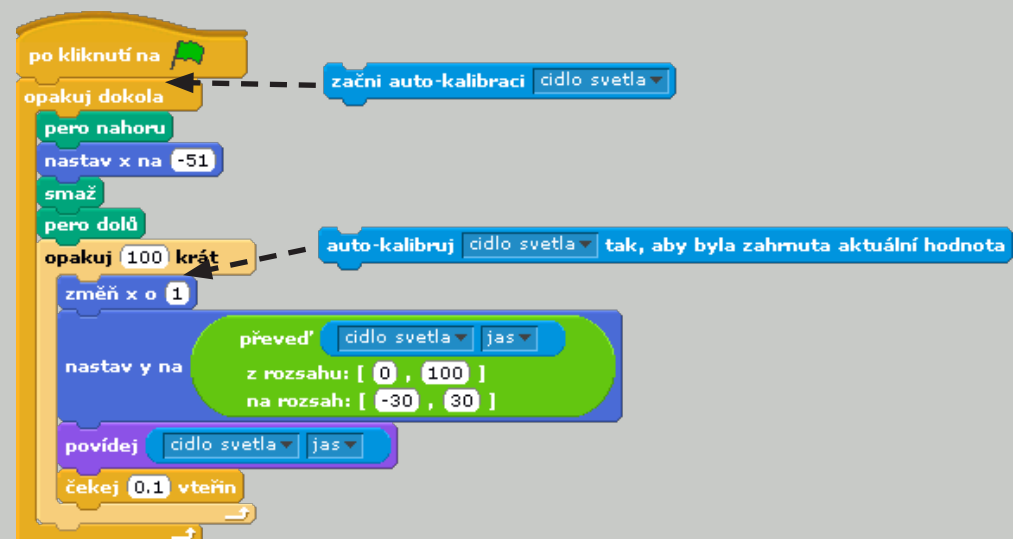 po kliknutí na
začni auto-kalibraci cidlo svetla
opakuj dokola
pero nahoru
nastav x na -51
smaž
pero dolů
auto-kalibruj cidlo svetla tak, aby byla zahrnuta aktuální hodnota
opakuj 100 krát
změň x o 1
nastav y na
převeď cidlo svetla jas
z rozsahu: [ 0 , 100 ]
na rozsah: [ -30 , 30 ]
povídej cidlo svetla jas
čekej 0.1 vteřin